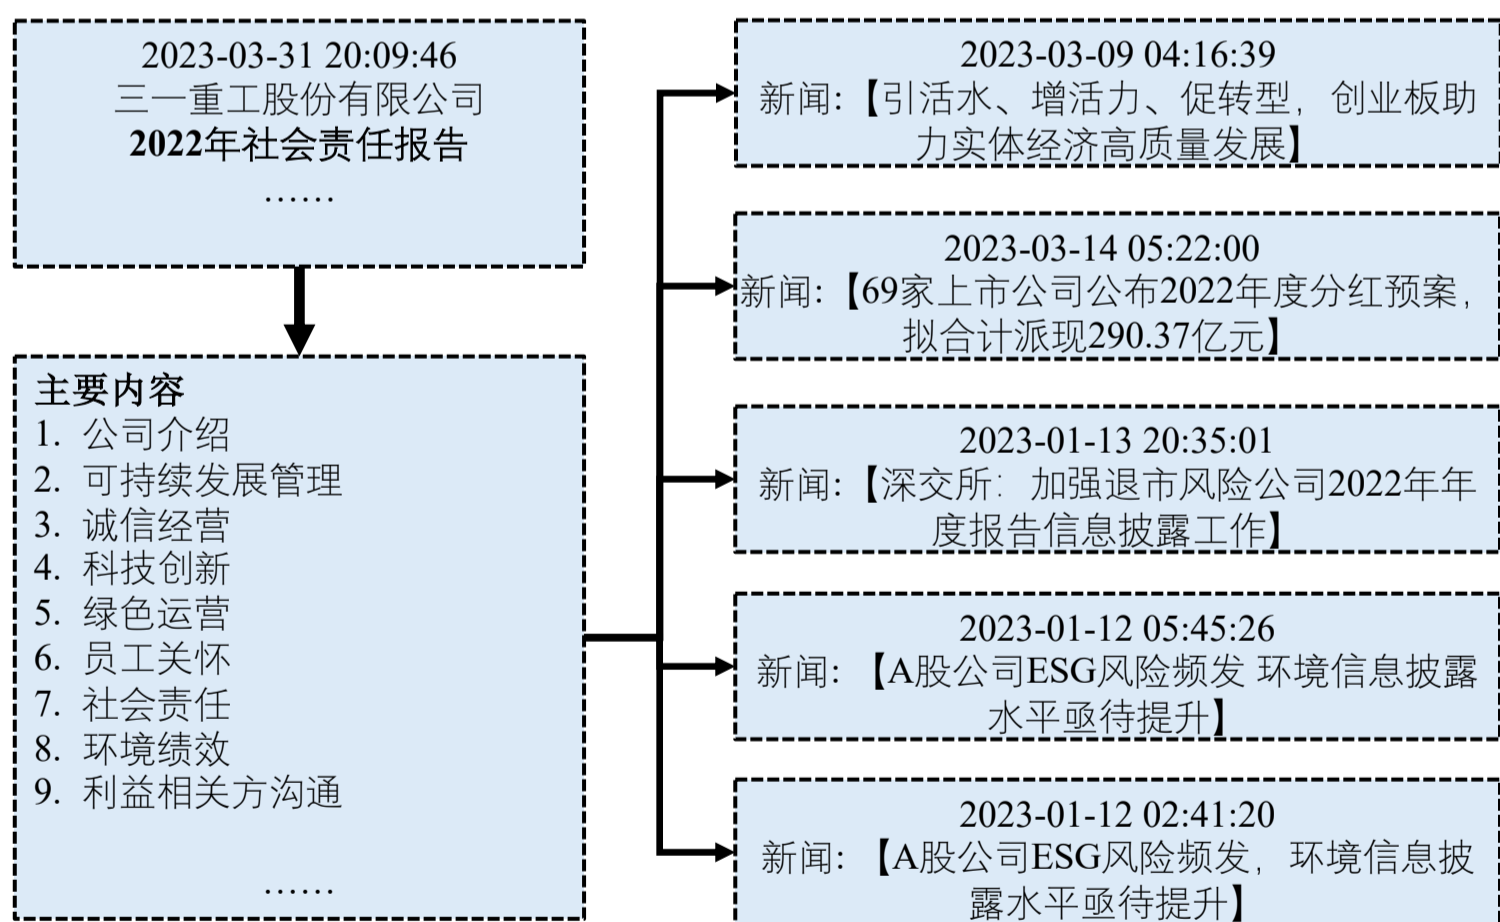 2023-03-31 20:09:46
三一重工股份有限公司
2022年社会责任报告
……
主要内容
1. 公司介绍
2. 可持续发展管理
3. 诚信经营
4. 科技创新
5. 绿色运营
6. 员工关怀
7. 社会责任
8. 环境绩效
9. 利益相关方沟通
……
2023-03-09 04:16:39
新闻:【引活水、增活力、促转型，创业板助
力实体经济高质量发展】
2023-03-14 05:22:00
新闻:【69家上市公司公布2022年度分红预案，
拟合计派现290.37亿元】
2023-01-13 20:35:01
新闻:【深交所：加强退市风险公司2022年年
度报告信息披露工作】
2023-01-12 05:45:26
新闻:【A股公司ESG风险频发 环境信息披露
水平亟待提升】
2023-01-12 02:41:20
新闻:【A股公司ESG风险频发，环境信息披
露水平亟待提升】